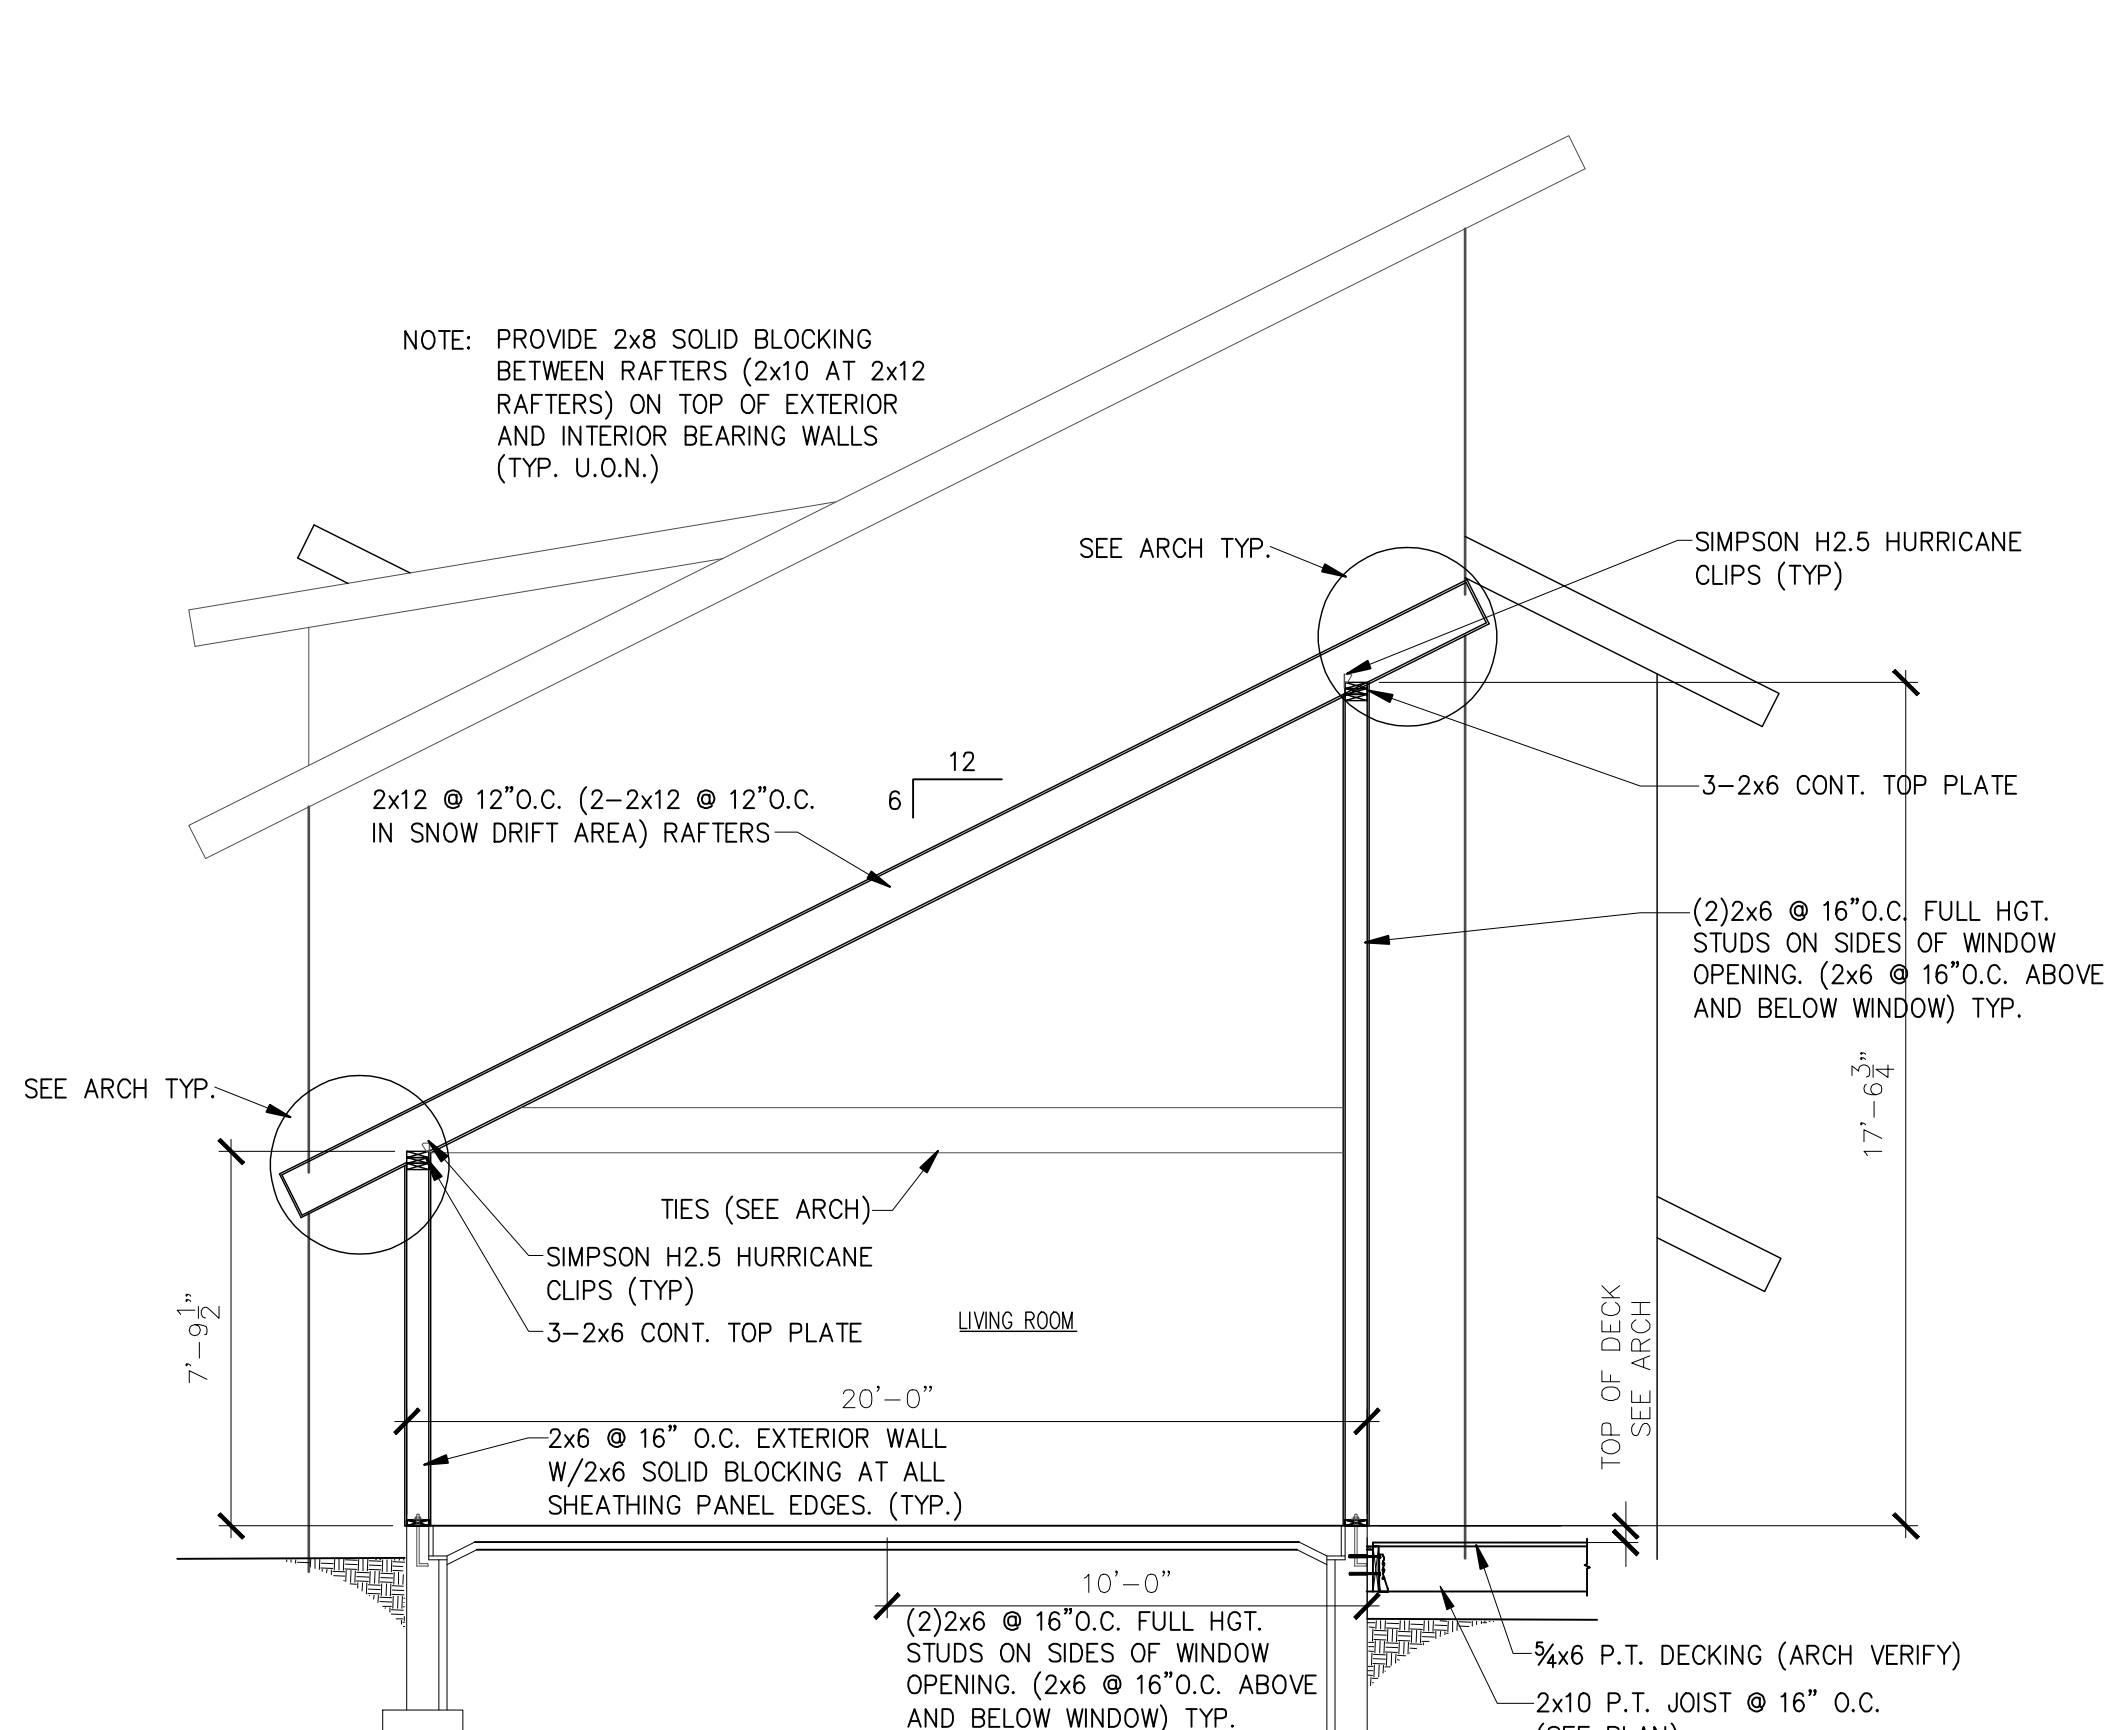 NOTE: PROVIDE 2x8 SOLID BLOCKING
BETWEEN RAFTERS (2x10 AT 2x12
RAFTERS) ON TOP OF EXTERIOR
AND INTERIOR BEARING WALLS
(TYP. U.O.N.)
SEE ARCH TYP.
SIMPSON H2.5 HURRICANE
CLIPS (TYP)
12
6
2x12 @ 12"O.C. (2-2x12 @ 12"O.C.
IN SNOW DRIFT AREA) RAFTERS
3-2x6 CONT. TOP PLATE
(2)2x6 @ 16"O.C. FULL HGT.
STUDS ON SIDES OF WINDOW
OPENING. (2x6 @ 16"O.C. ABOVE
AND BELOW WINDOW) TYP.
17'-6 3/4"
SEE ARCH TYP.
7'-9 1/2"
TIES (SEE ARCH)
SIMPSON H2.5 HURRICANE
CLIPS (TYP)
3-2x6 CONT. TOP PLATE
LIVING ROOM
TOP OF DECK
SEE ARCH
20'-0"
2x6 @ 16" O.C. EXTERIOR WALL
W/2x6 SOLID BLOCKING AT ALL
SHEATHING PANEL EDGES. (TYP.)
10'-0"
(2)2x6 @ 16"O.C. FULL HGT.
STUDS ON SIDES OF WINDOW
OPENING. (2x6 @ 16"O.C. ABOVE
AND BELOW WINDOW) TYP.
5/4x6 P.T. DECKING (ARCH VERIFY)
2x10 P.T. JOIST @ 16" O.C.
(SEE PLAN)